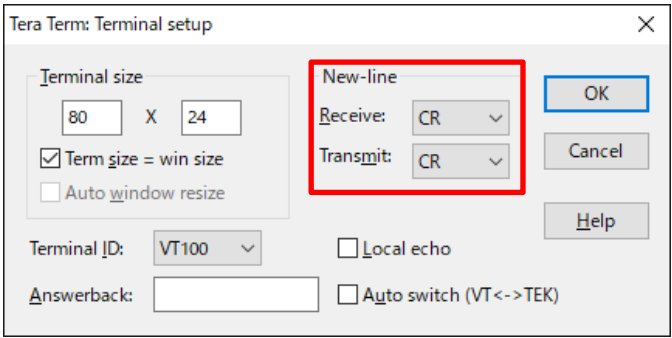 Tera Term: Terminal setup
Terminal size
80 X 24
Term size = win size
Auto window resize
New-line
Receive: CR
Transmit: CR
OK
Cancel
Help
Terminal ID: VT100
Local echo
Answerback:
Auto switch (VT<->TEK)